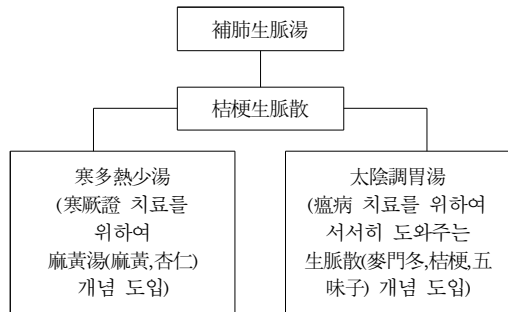 補肺生脈湯
桔梗生脈散
寒多熱少湯
(寒厥證 치료를
위하여
麻黃湯(麻黃,杏仁)
개념 도입)
太陰調胃湯
(瘟病 치료를 위하여
서서히 도와주는
生脈散(麥門冬,桔梗,五
味子) 개념 도입)